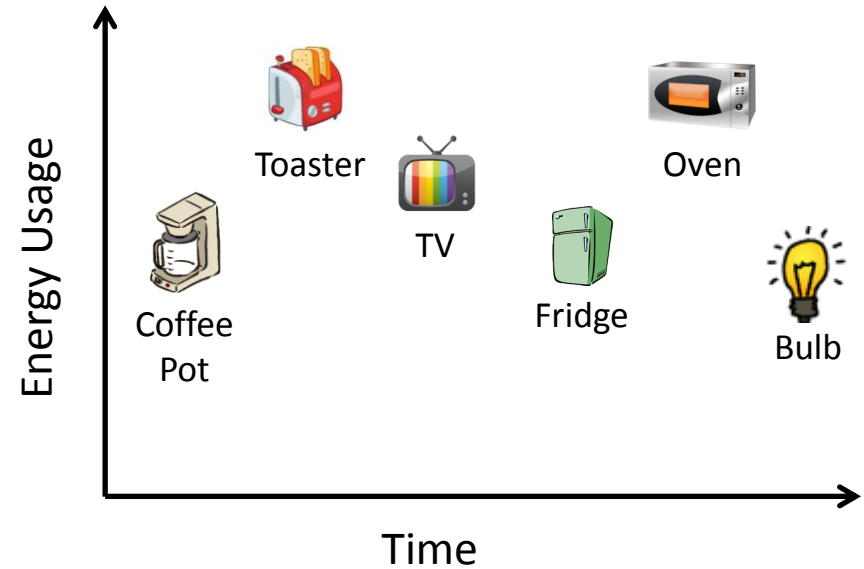 Energy Usage
Toaster
Oven
TV
Coffee
Pot
Fridge
Bulb
Time